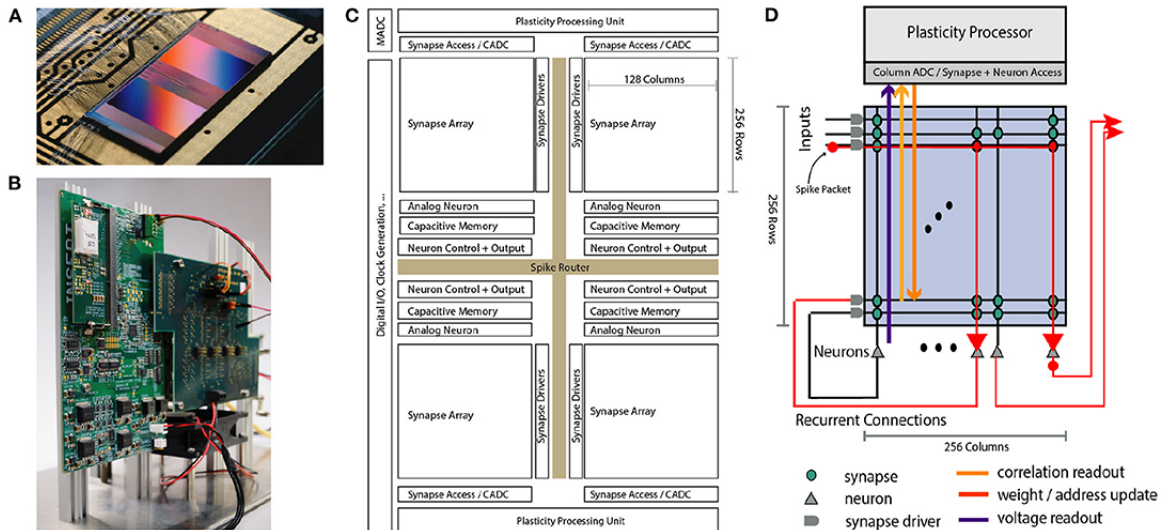 A
B
INSERT
C
MADC
Plasticity Processing Unit
Synapse Access / CADC
Synapse Access / CADC
Digital I/O, Clock Generation, ...
Synapse Array
Synapse Drivers
Synapse Drivers
128 Columns
Synapse Array
256 Rows
Analog Neuron
Analog Neuron
Capacitive Memory
Capacitive Memory
Neuron Control + Output
Neuron Control + Output
Spike Router
Neuron Control + Output
Neuron Control + Output
Capacitive Memory
Capacitive Memory
Analog Neuron
Analog Neuron
Synapse Array
Synapse Drivers
Synapse Drivers
Synapse Array
Synapse Access / CADC
Synapse Access / CADC
Plasticity Processing Unit
D
Plasticity Processor
Column ADC / Synapse + Neuron Access
Inputs
Spike Packet
256 Rows
Neurons
Recurrent Connections
256 Columns
synapse
neuron
synapse driver
correlation readout
weight / address update
voltage readout